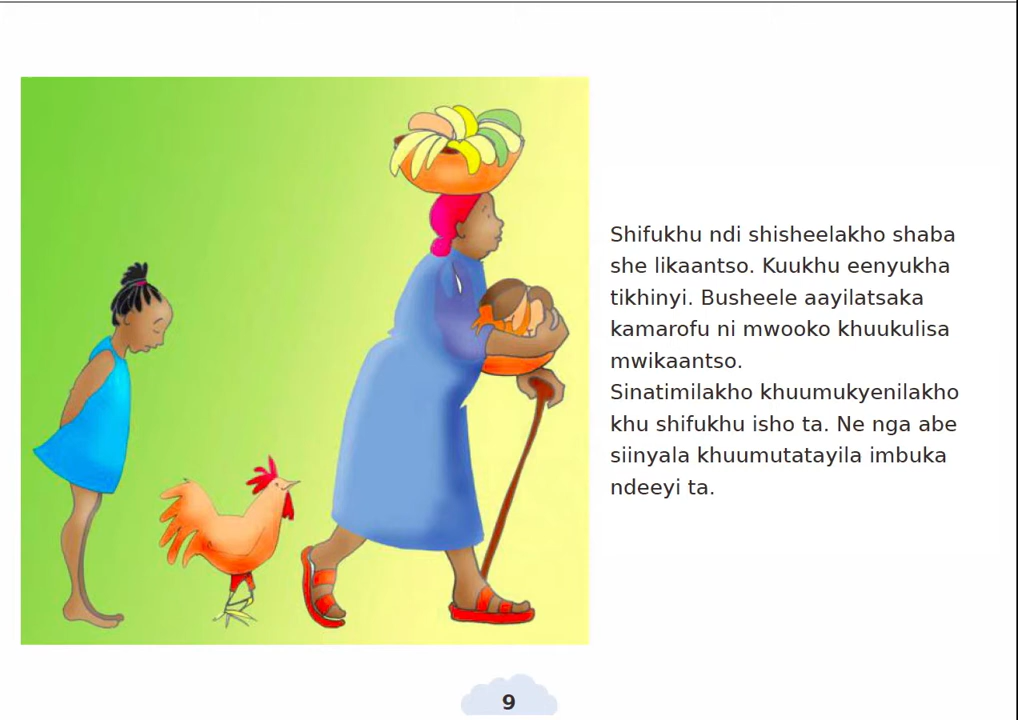 Shifukhu ndi shisheelakho shaba
she likaantso. Kuukhu eenyukha
tikhinyi. Busheele aayilatsaka
kamarofu ni mwooko khuukulisa
mwikaantso.
Sinatimilakho khuumukyenilakho
khu shifukhu isho ta. Ne nga abe
siinyala khuumutatayila imbuka
ndeeyi ta.
9